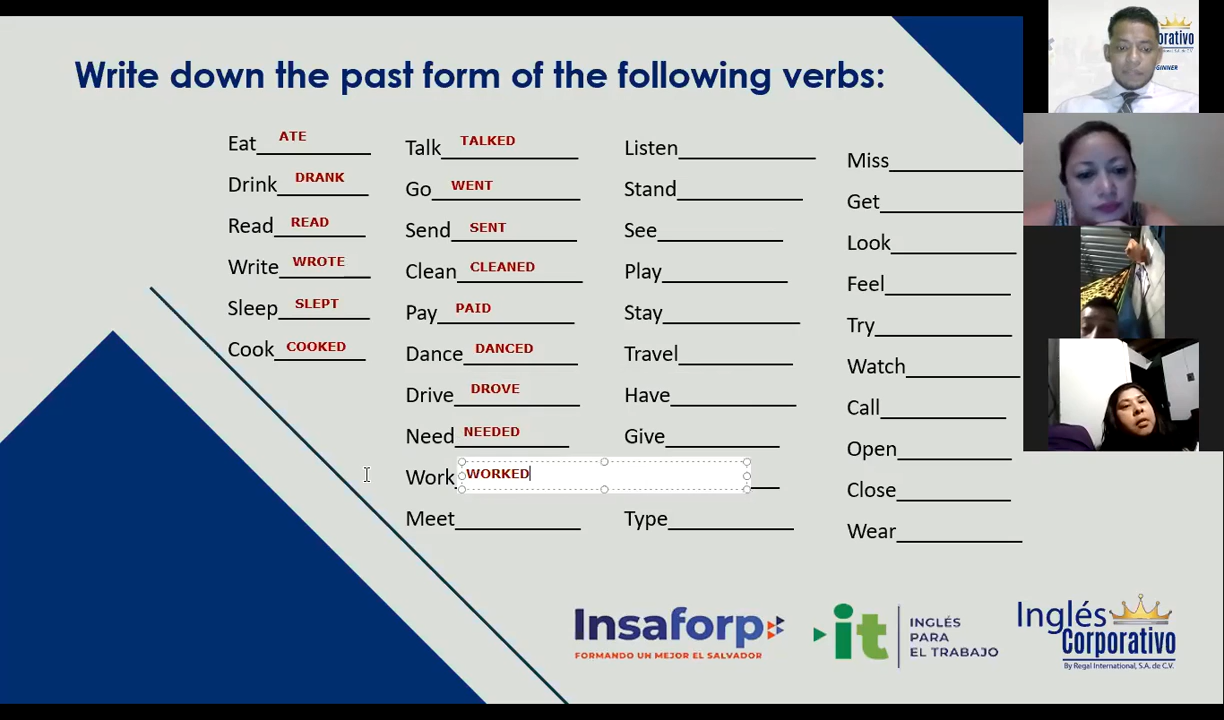 Write down the past form of the following verbs:
Eat ATE
Drink DRANK
Read READ
Write WROTE
Sleep SLEPT
Cook COOKED
Talk TALKED
Go WENT
Send SENT
Clean CLEANED
Pay PAID
Dance DANCED
Drive DROVE
Need NEEDED
Work WORKED
Meet
Listen
Stand
See
Play
Stay
Travel
Have
Give
Type
Miss
Get
Look
Feel
Try
Watch
Call
Open
Close
Wear
Insaforp
FORMANDO UN MEJOR EL SALVADOR
it
INGLÉS
PARA
EL TRABAJO
Inglés
Corporativo
By Regal International, S.A. de C.V.